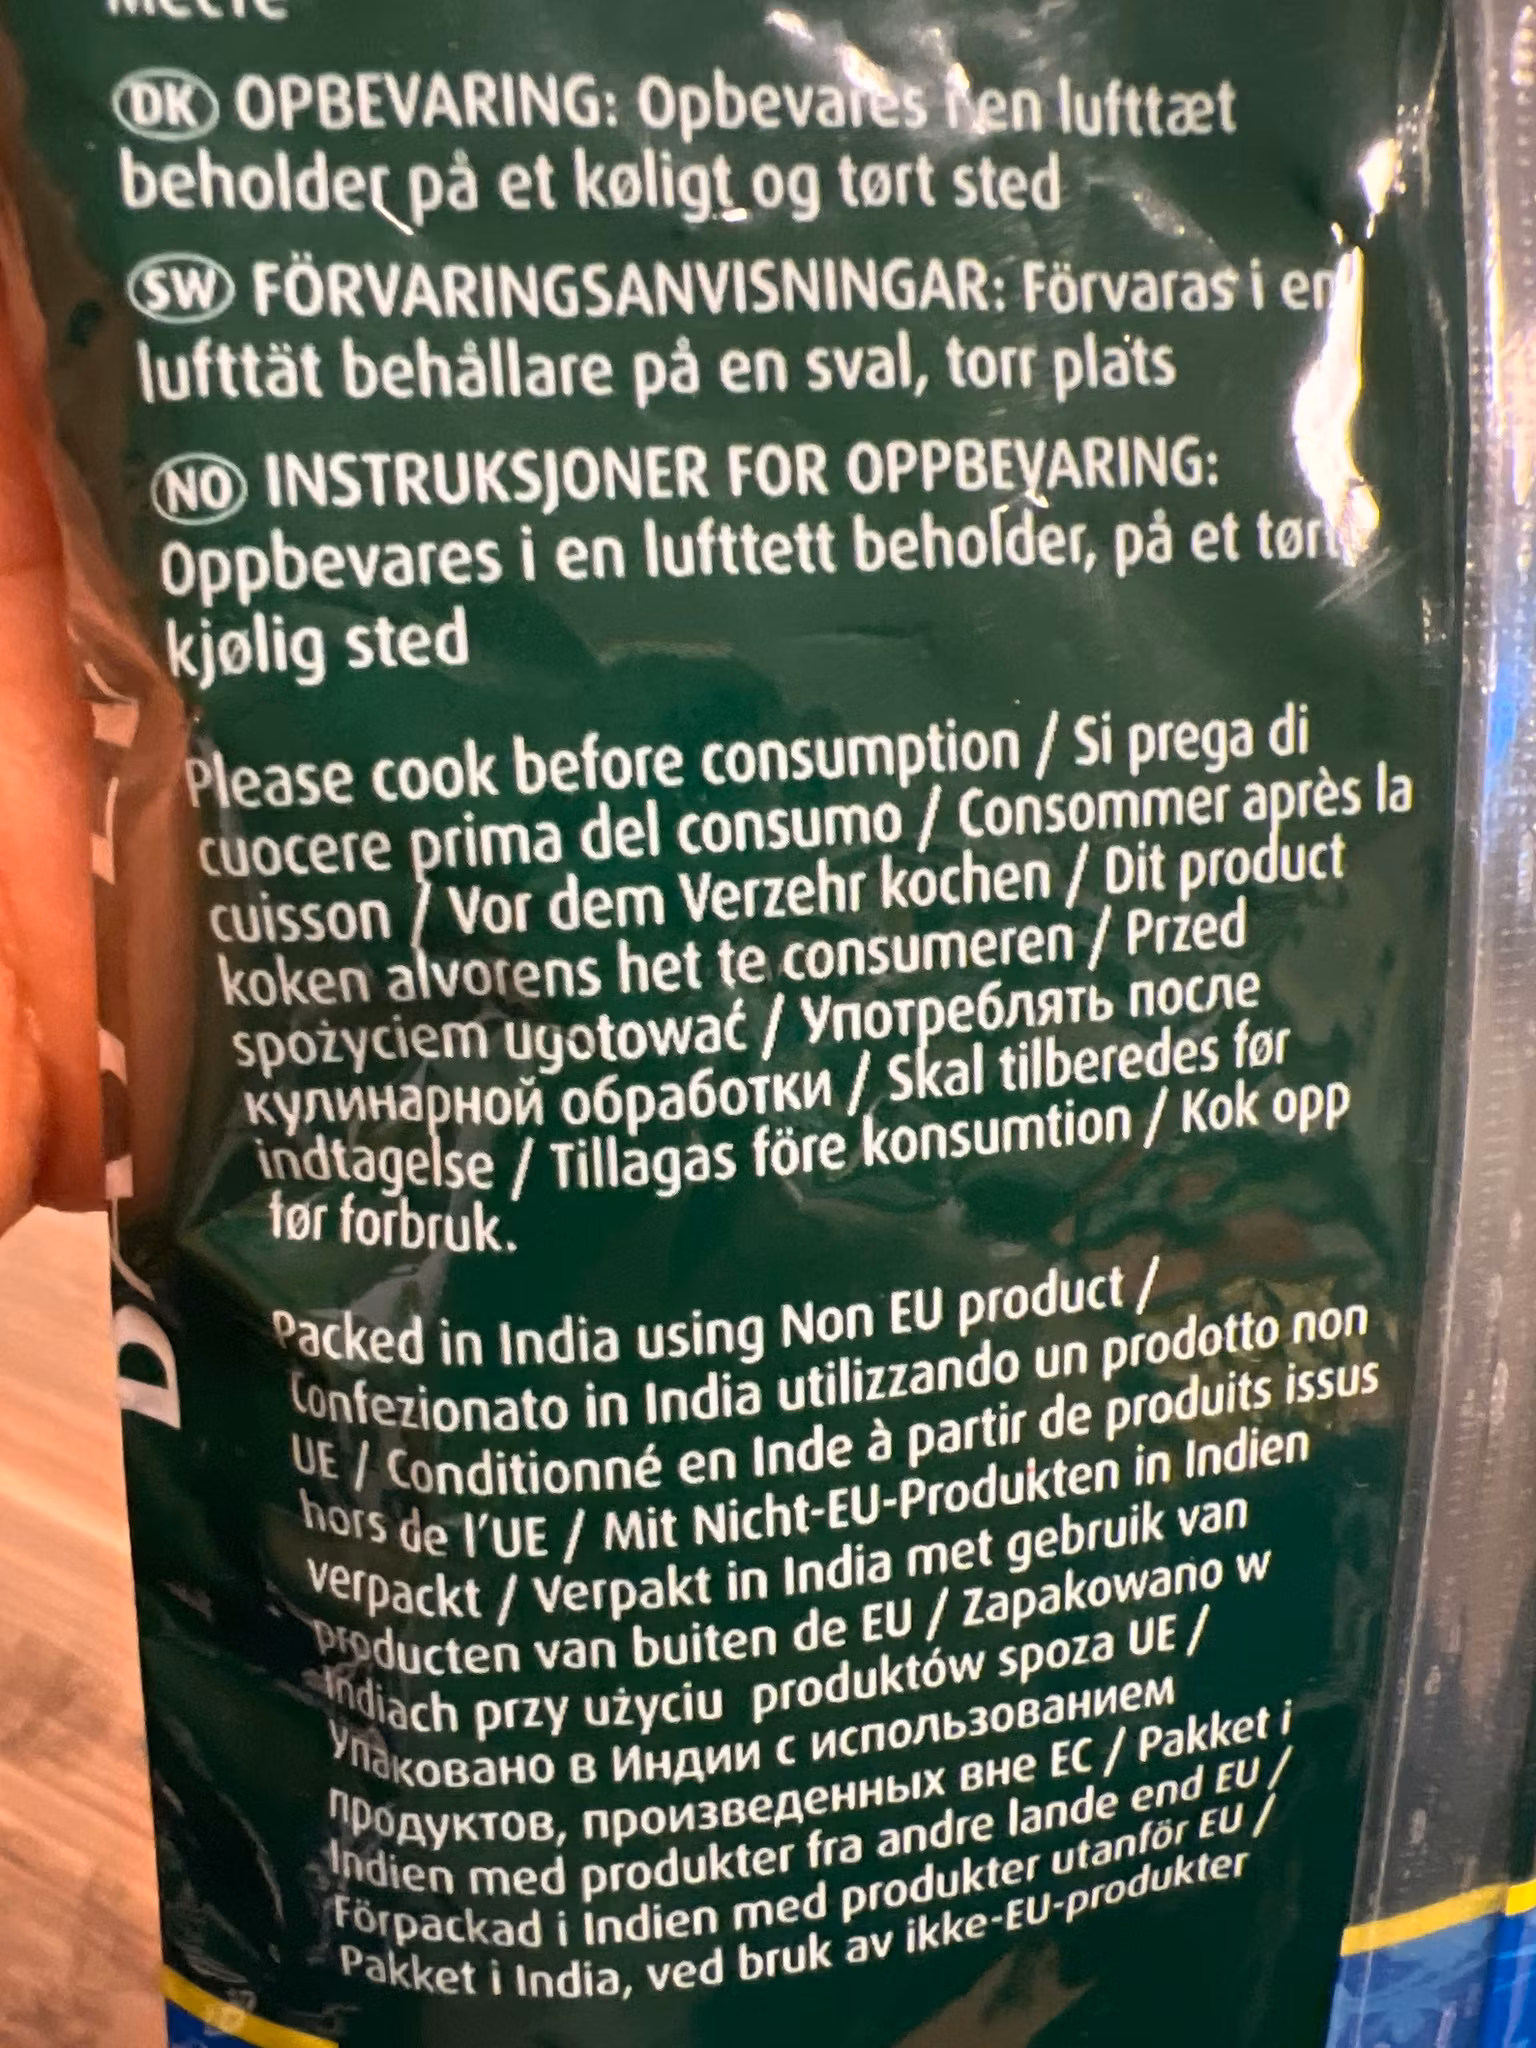 DK OPBEVARING: Opbevares i en lufttæt
beholder på et køligt og tørt sted
SW FÖRVARINGSANVISNINGAR: Förvaras i en
lufttät behållare på en sval, torr plats
NO INSTRUKSJONER FOR OPPBEVARING:
Oppbevares i en lufttett beholder, på et tørt
kjølig sted
Please cook before consumption / Si prega di
cuocere prima del consumo / Consommer après la
cuisson / Vor dem Verzehr kochen / Dit product
koken alvorens het te consumeren / Przed
spożyciem ugotować / Употреблять после
кулинарной обработки / Skal tilberedes før
indtagelse / Tillagas före konsumtion / Kok opp
før forbruk.
Packed in India using Non EU product /
Confezionato in India utilizzando un prodotto non
UE / Conditionné en Inde à partir de produits issus
hors de l'UE / Mit Nicht-EU-Produkten in Indien
verpackt / Verpakt in India met gebruik van
producten van buiten de EU / Zapakowano w
Indiach przy użyciu produktów spoza UE /
Упаковано в Индии с использованием
продуктов, произведенных вне ЕС / Pakket i
Indien med produkter fra andre lande end EU /
Förpackad i Indien med produkter utanför EU /
Pakket i India, ved bruk av ikke-EU-produkter